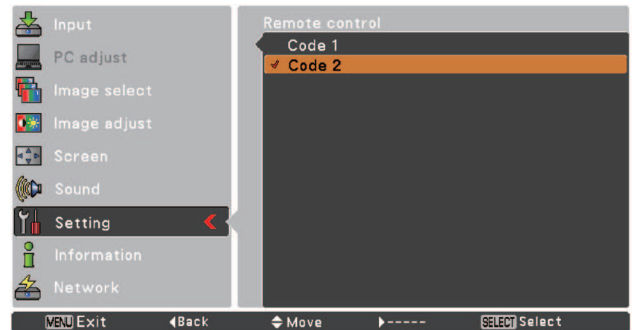 Input
PC adjust
Image select
Image adjust
Screen
Sound
Setting
Information
Network
Remote control
Code 1
✓ Code 2
MENU Exit ◀Back ◆Move ▶----- SELECT Select